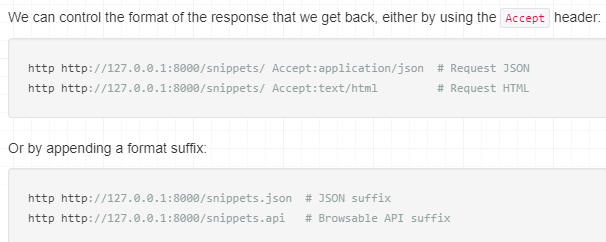 We can control the format of the response that we get back, either by using the Accept header:
http http://127.0.0.1:8000/snippets/ Accept:application/json  # Request JSON
http http://127.0.0.1:8000/snippets/ Accept:text/html         # Request HTML
Or by appending a format suffix:
http http://127.0.0.1:8000/snippets.json  # JSON suffix
http http://127.0.0.1:8000/snippets.api   # Browsable API suffix